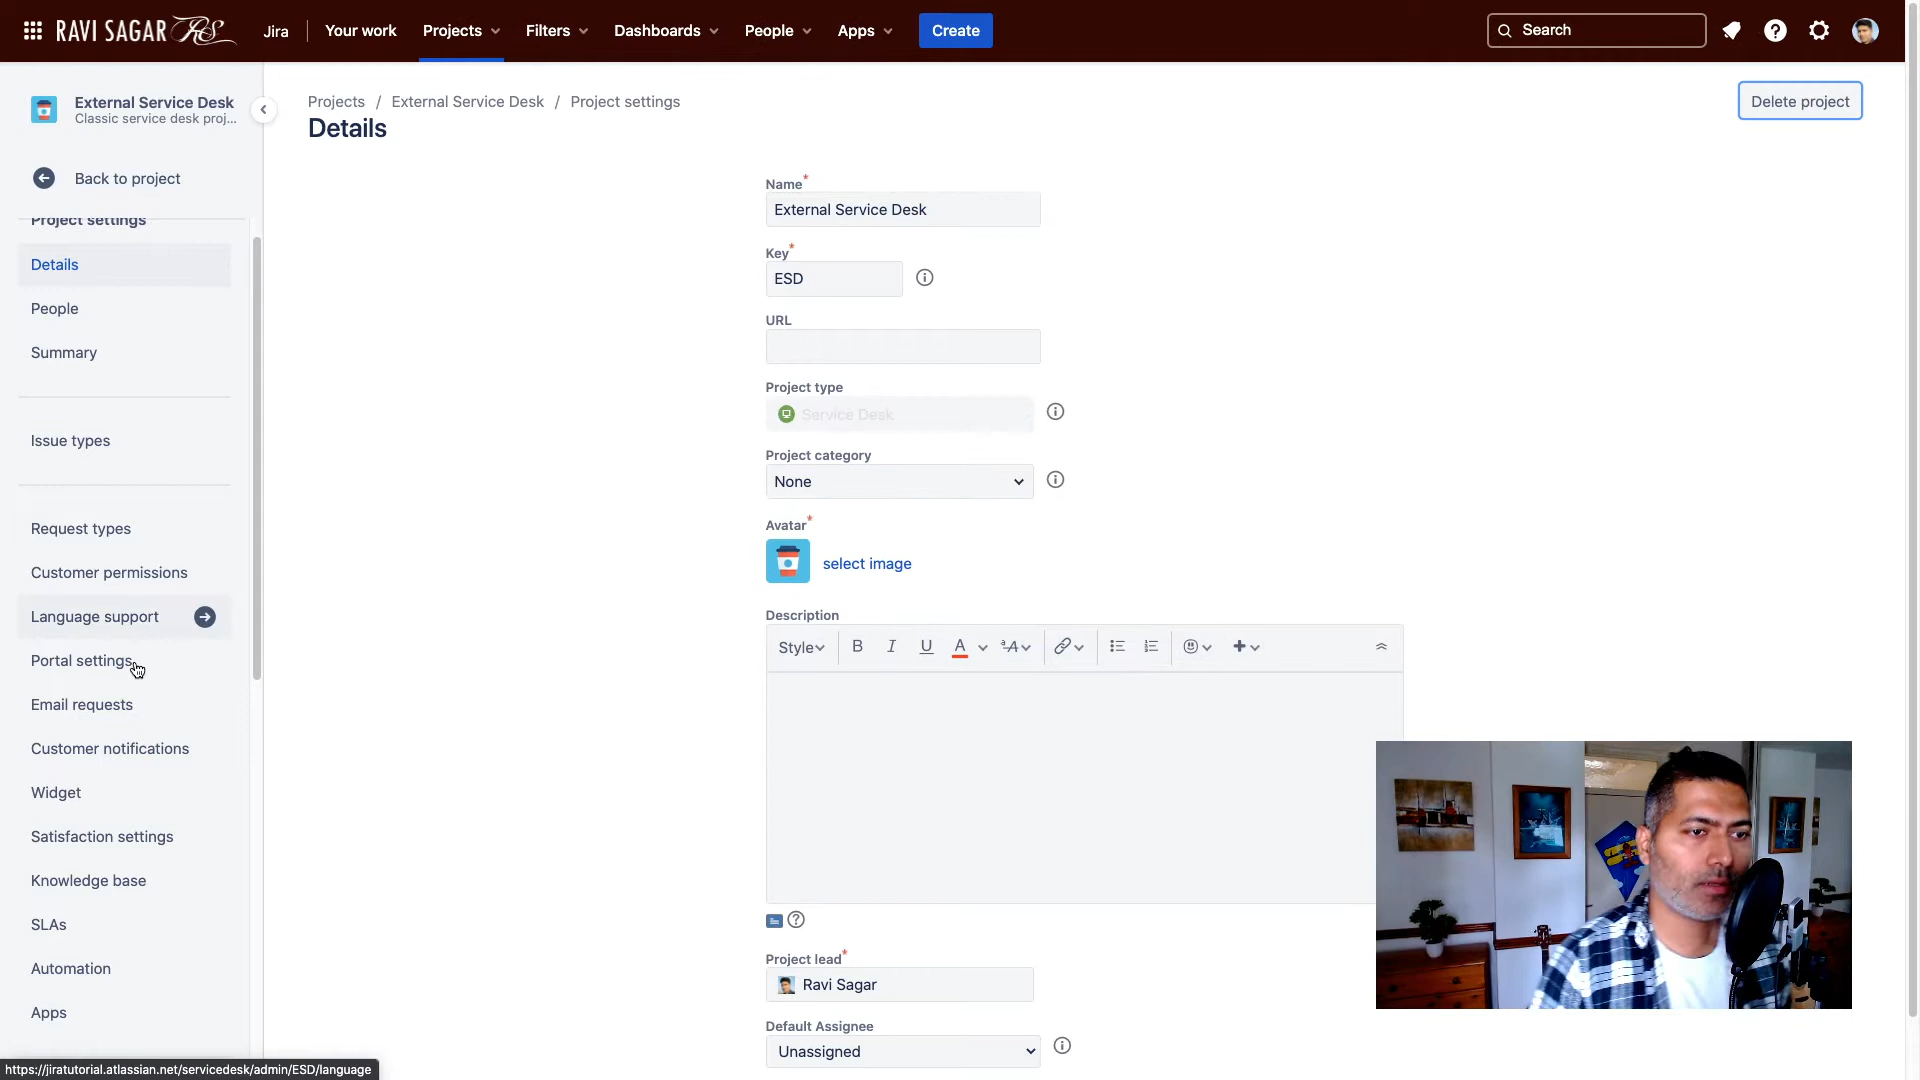 RAVI SAGAR RS Jira Your work Projects Filters Dashboards People Apps Create Search
External Service Desk
Classic service desk proj...
Back to project
Project settings
Details
People
Summary
Issue types
Request types
Customer permissions
Language support
Portal settings
Email requests
Customer notifications
Widget
Satisfaction settings
Knowledge base
SLAs
Automation
Apps
https://jiratutorial.atlassian.net/servicedesk/admin/ESD/language
Projects / External Service Desk / Project settings
Details
Delete project
Name*
External Service Desk
Key*
ESD
URL
Project type
Service Desk
Project category
None
Avatar*
select image
Description
Style B I U A ªA
Project lead*
Ravi Sagar
Default Assignee
Unassigned